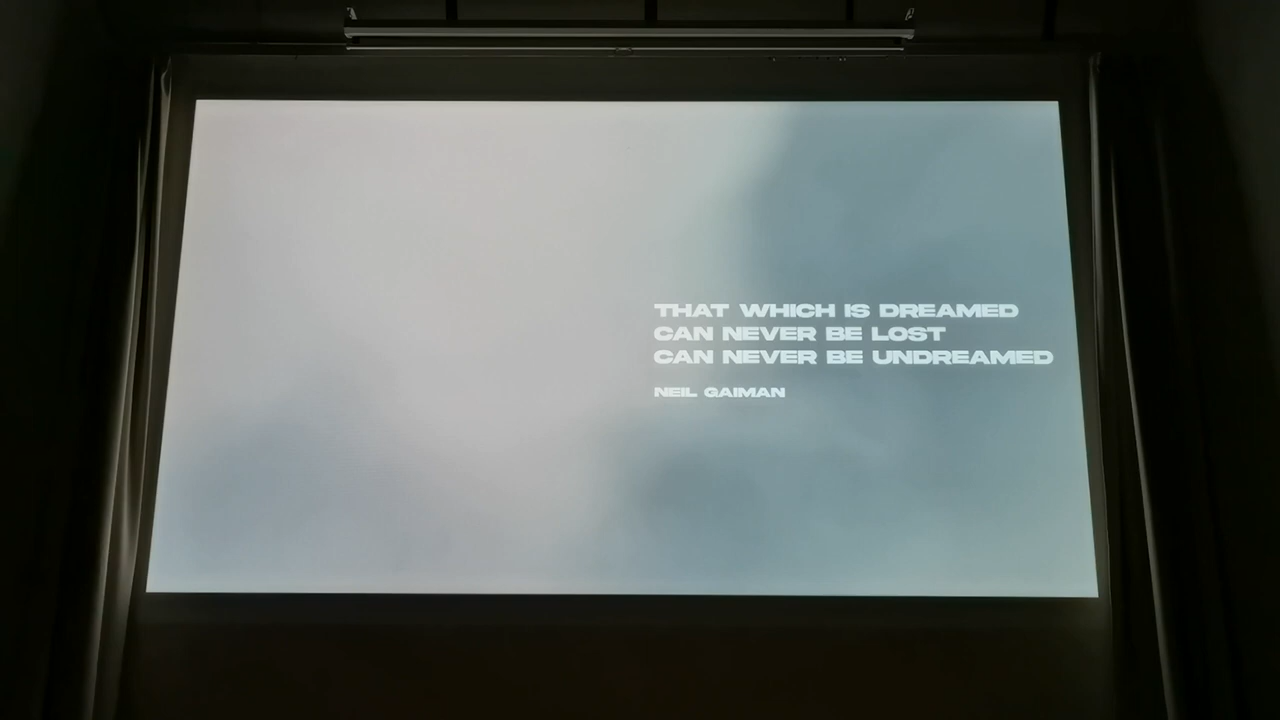 THAT WHICH IS DREAMED
CAN NEVER BE LOST
CAN NEVER BE UNDREAMED
NEIL GAIMAN